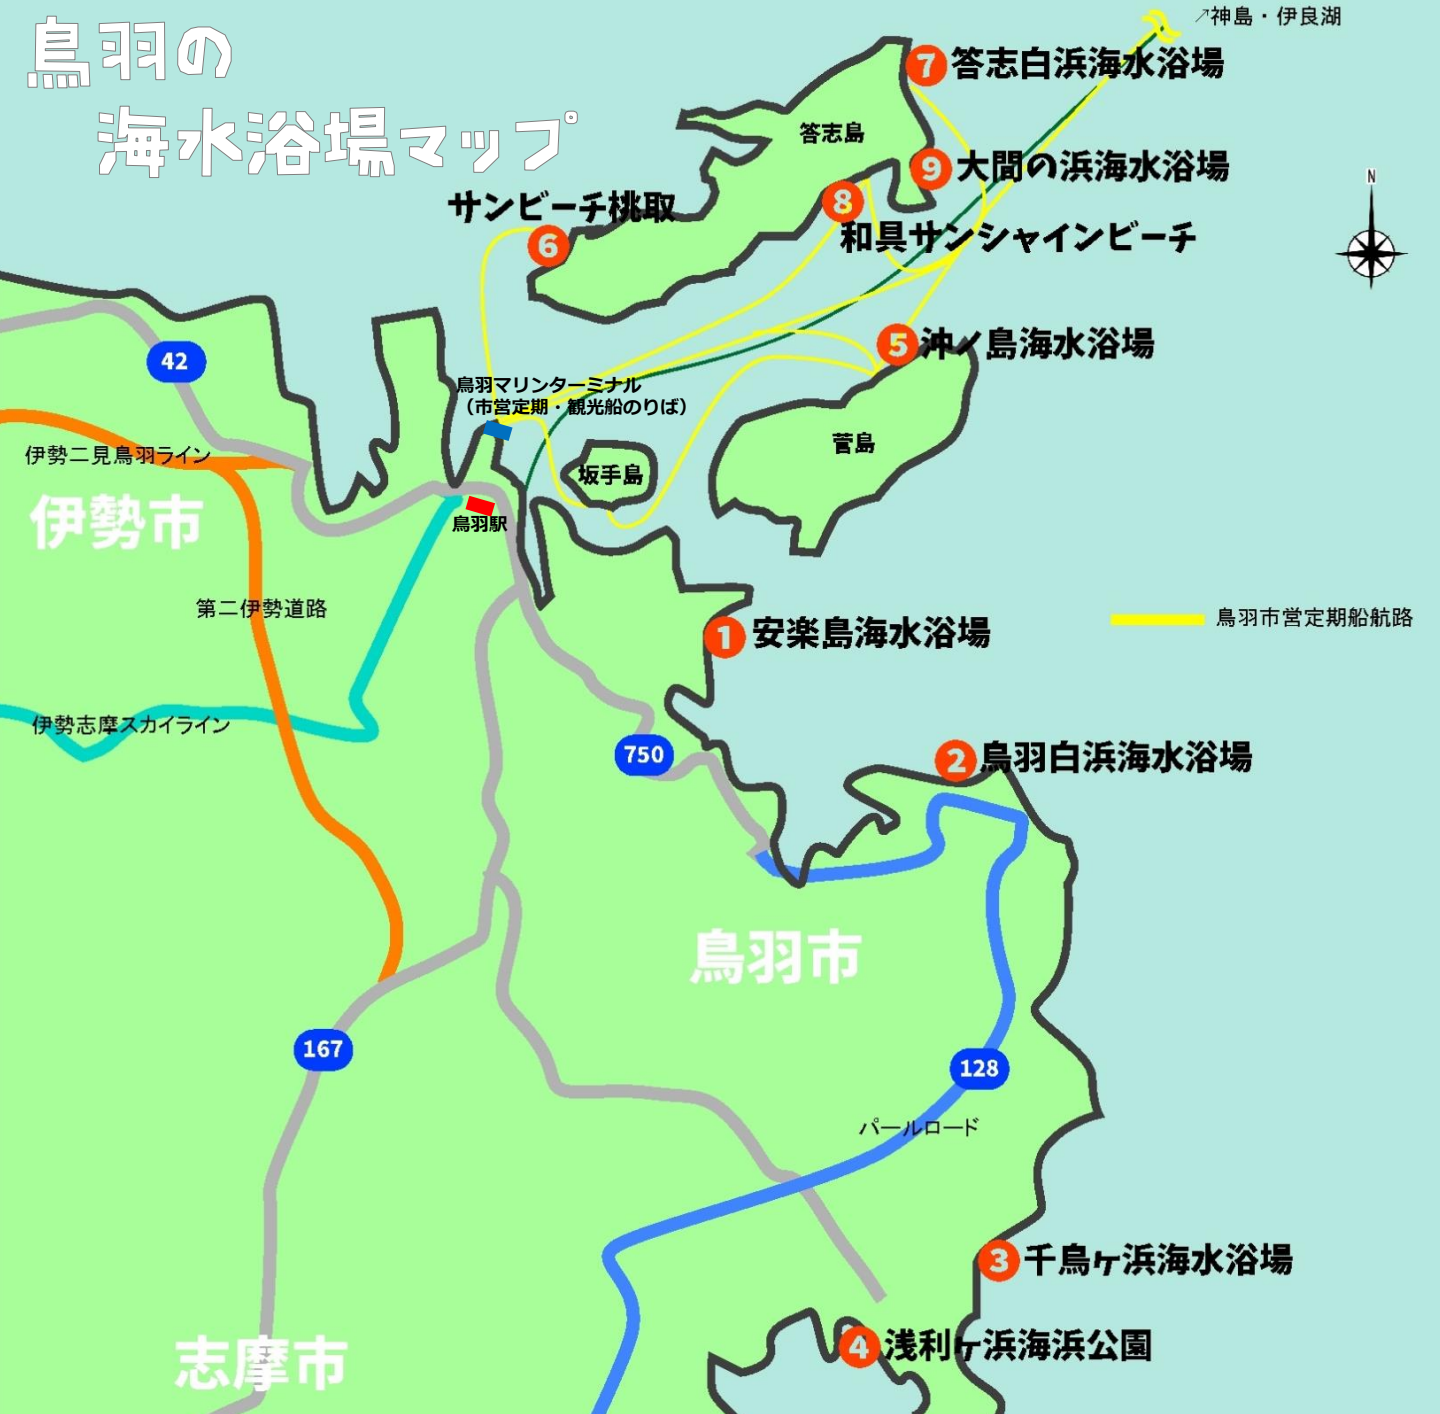 鳥羽の
海水浴場マップ
↗神島・伊良湖
7 答志白浜海水浴場
答志島
9 大間の浜海水浴場
N
サンビーチ桃取
8
和具サンシャインビーチ
6
5 沖ノ島海水浴場
42
鳥羽マリンターミナル
（市営定期・観光船のりば）
菅島
伊勢二見鳥羽ライン
坂手島
伊勢市
鳥羽駅
第二伊勢道路
鳥羽市営定期船航路
1 安楽島海水浴場
伊勢志摩スカイライン
750
2 鳥羽白浜海水浴場
鳥羽市
167
128
パールロード
3 千鳥ヶ浜海水浴場
4 浅利ヶ浜海浜公園
志摩市